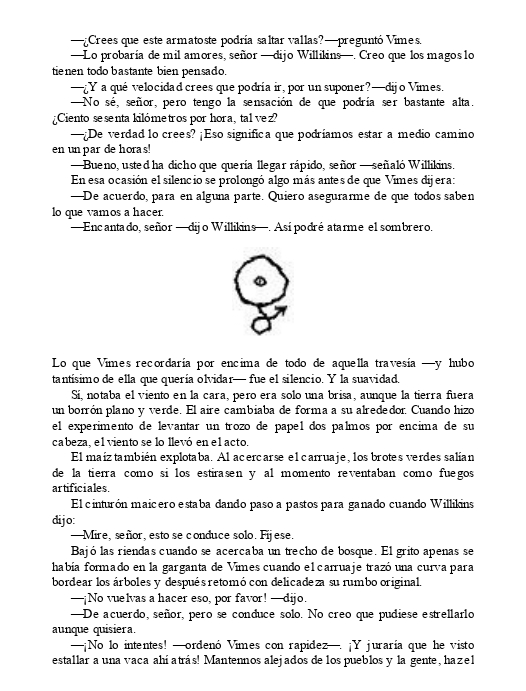 —¿Crees que este armatoste podría saltar vallas? —preguntó Vimes.
—Lo probaría de mil amores, señor —dijo Willikins—. Creo que los magos lo
tienen todo bastante bien pensado.
—¿Y a qué velocidad crees que podría ir, por un suponer? —dijo Vimes.
—No sé, señor, pero tengo la sensación de que podría ser bastante alta.
¿Ciento sesenta kilómetros por hora, tal vez?
—¿De verdad lo crees? ¡Eso significa que podríamos estar a medio camino
en un par de horas!
—Bueno, usted ha dicho que quería llegar rápido, señor —señaló Willikins.
En esa ocasión el silencio se prolongó algo más antes de que Vimes dijera:
—De acuerdo, para en alguna parte. Quiero asegurarme de que todos saben
lo que vamos a hacer.
—Encantado, señor —dijo Willikins—. Así podré atarme el sombrero.
Lo que Vimes recordaría por encima de todo de aquella travesía —y hubo
tantísimo de ella que quería olvidar— fue el silencio. Y la suavidad.
Sí, notaba el viento en la cara, pero era solo una brisa, aunque la tierra fuera
un borrón plano y verde. El aire cambiaba de forma a su alrededor. Cuando hizo
el experimento de levantar un trozo de papel dos palmos por encima de su
cabeza, el viento se lo llevó en el acto.
El maíz también explotaba. Al acercarse el carruaje, los brotes verdes salían
de la tierra como si los estirasen y al momento reventaban como fuegos
artificiales.
El cinturón maicero estaba dando paso a pastos para ganado cuando Willikins
dijo:
—Mire, señor, esto se conduce solo. Fíjese.
Bajó las riendas cuando se acercaba un trecho de bosque. El grito apenas se
había formado en la garganta de Vimes cuando el carruaje trazó una curva para
bordear los árboles y después retomó con delicadeza su rumbo original.
—¡No vuelvas a hacer eso, por favor! —dijo.
—De acuerdo, señor, pero se conduce solo. No creo que pudiese estrellarlo
aunque quisiera.
—¡No lo intentes! —ordenó Vimes con rapidez—. ¡Y juraría que he visto
estallar a una vaca ahí atrás! Mantennos alejados de los pueblos y la gente, haz el